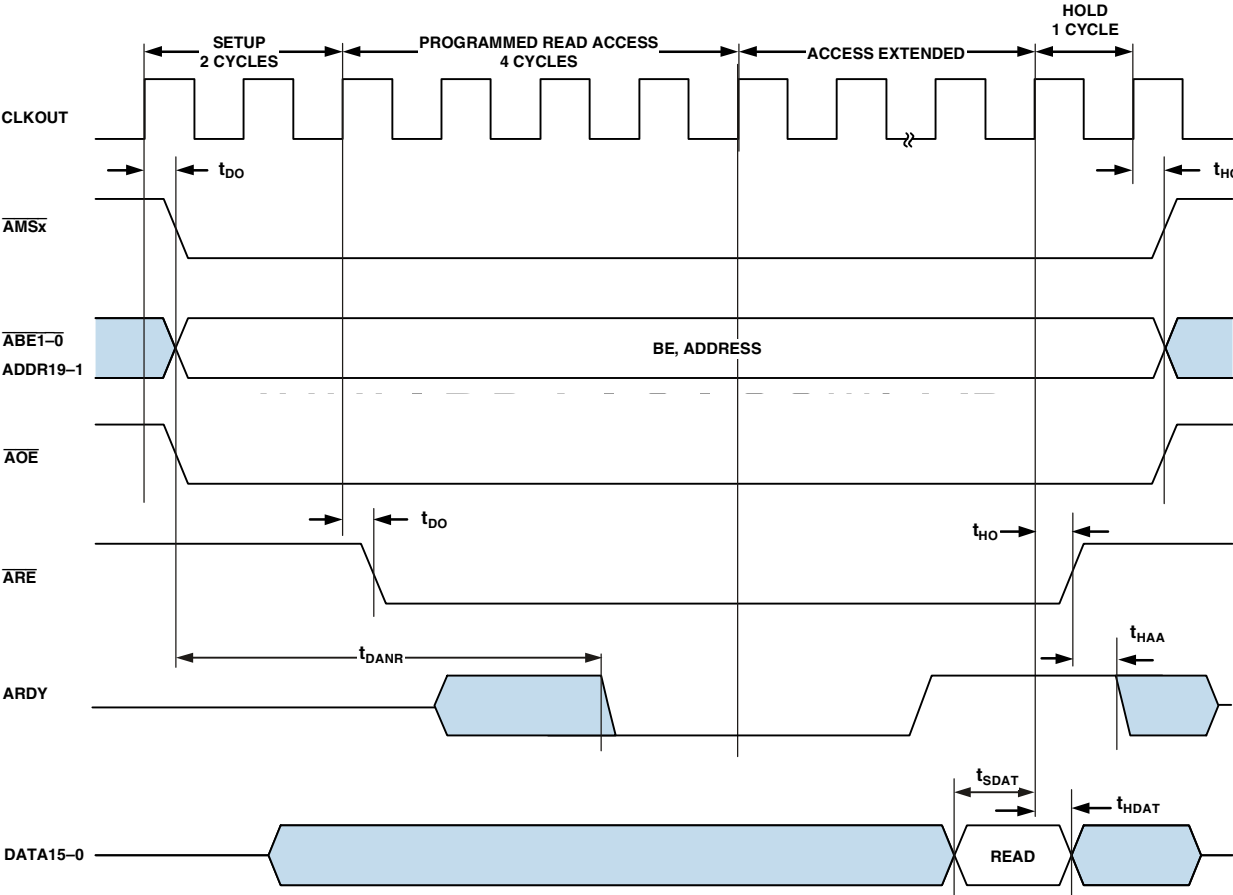 HOLD
1 CYCLE
SETUP
2 CYCLES
PROGRAMMED READ ACCESS
4 CYCLES
ACCESS EXTENDED
CLKOUT
tDO
tHO
AMSx
ABE1–0
BE, ADDRESS
ADDR19–1
AOE
tDO
tHO
ARE
tHAA
tDANR
ARDY
tSDAT
tHDAT
DATA15–0
READ